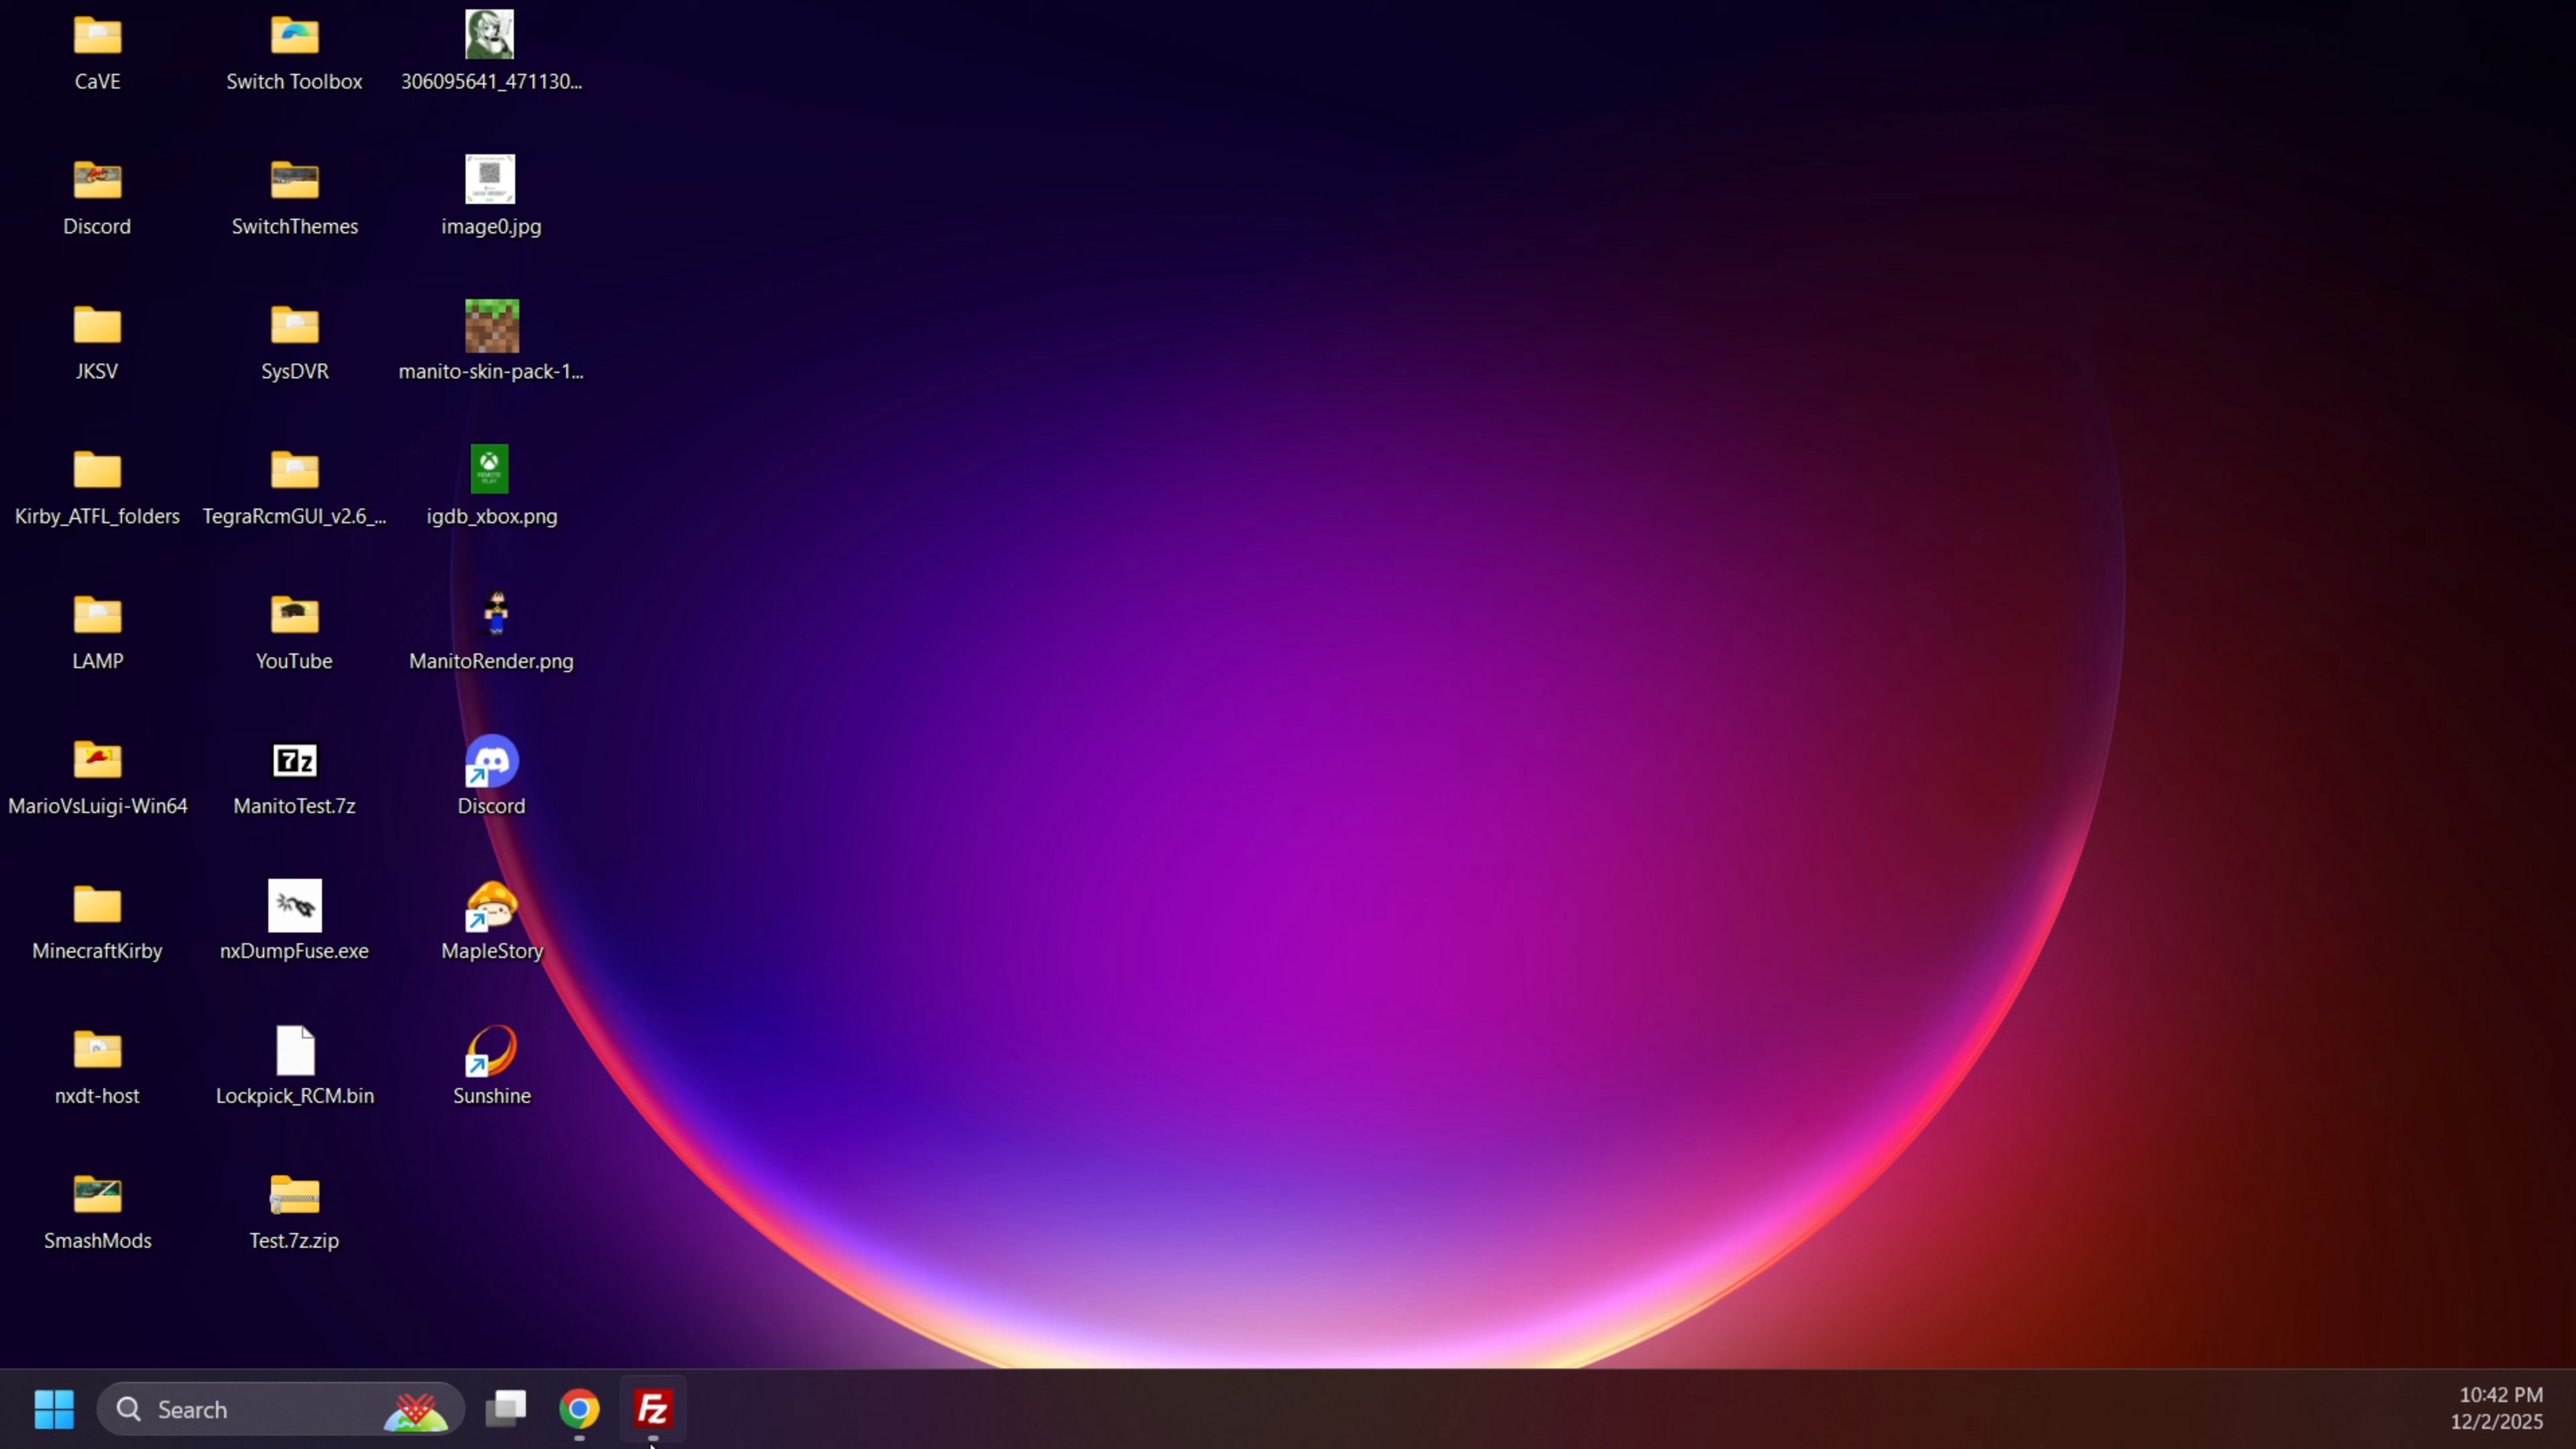 CaVE
Switch Toolbox
306095641_471130...
Discord
SwitchThemes
image0.jpg
JKSV
SysDVR
manito-skin-pack-1...
Kirby_ATFL_folders
TegraRcmGUI_v2.6_...
igdb_xbox.png
LAMP
YouTube
ManitoRender.png
7z
MarioVsLuigi-Win64
ManitoTest.7z
Discord
MinecraftKirby
nxDumpFuse.exe
MapleStory
nxdt-host
Lockpick_RCM.bin
Sunshine
SmashMods
Test.7z.zip
Search
Fz
10:42 PM
12/2/2025